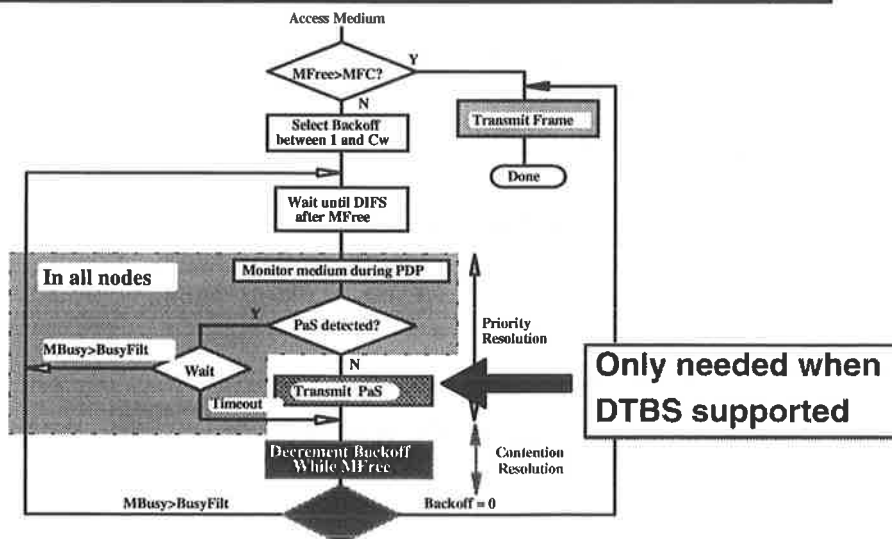 Access Medium
MFree>MFC?
Y
N
Select Backoff
between 1 and Cw
Transmit Frame
Done
Wait until DIFS
after MFree
In all nodes
Monitor medium during PDP
Y
PaS detected?
Priority
Resolution
MBusy>BusyFilt
Wait
N
Transmit PaS
Only needed when
DTBS supported
Timeout
Decrement Backoff
While MFree
Contention
Resolution
MBusy>BusyFilt
Backoff = 0